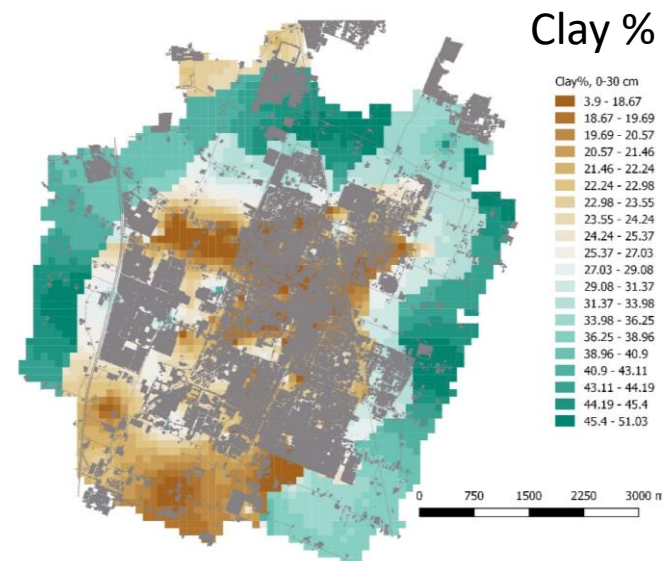 Clay %
Clay%, 0-30 cm
3.9 - 18.67
18.67 - 19.69
19.69 - 20.57
20.57 - 21.46
21.46 - 22.24
22.24 - 22.98
22.98 - 23.55
23.55 - 24.24
24.24 - 25.37
25.37 - 27.03
27.03 - 29.08
29.08 - 31.37
31.37 - 33.98
33.98 - 36.25
36.25 - 38.96
38.96 - 40.9
40.9 - 43.11
43.11 - 44.19
44.19 - 45.4
45.4 - 51.03
0 750 1500 2250 3000 m